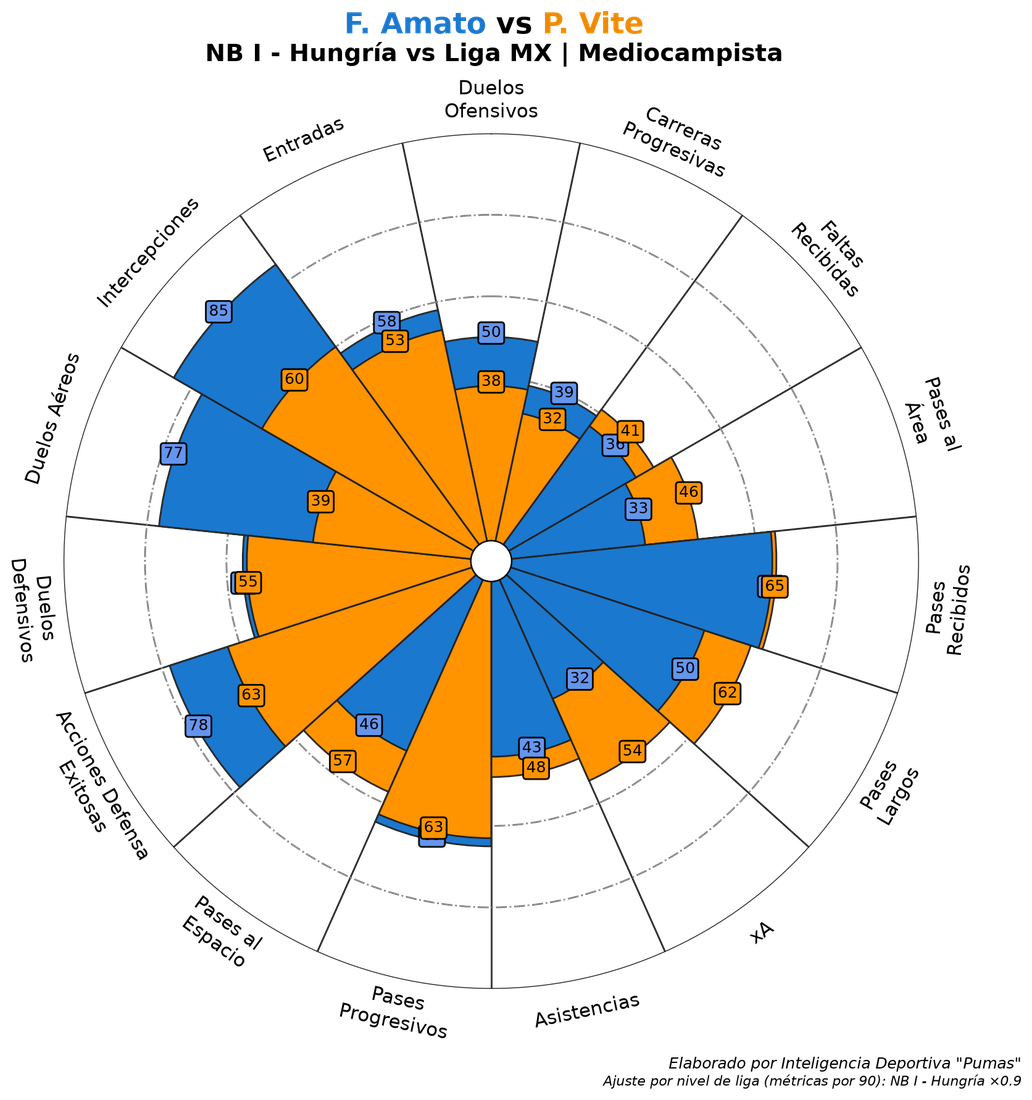 F. Amato vs P. Vite
NB I - Hungría vs Liga MX | Mediocampista
Duelos
Ofensivos
Carreras
Progresivas
Faltas
Recibidas
Pases al
Área
Pases
Recibidos
Pases
Largos
xA
Asistencias
Pases
Progresivos
Pases al
Espacio
Acciones Defensa
Exitosas
Duelos
Defensivos
Duelos Aéreos
Intercepciones
Entradas
50
38
39
32
36
41
33
46
65
50
62
32
54
43
48
63
46
57
78
63
55
77
39
85
60
58
53
Elaborado por Inteligencia Deportiva "Pumas"
Ajuste por nivel de liga (métricas por 90): NB I - Hungría ×0.9